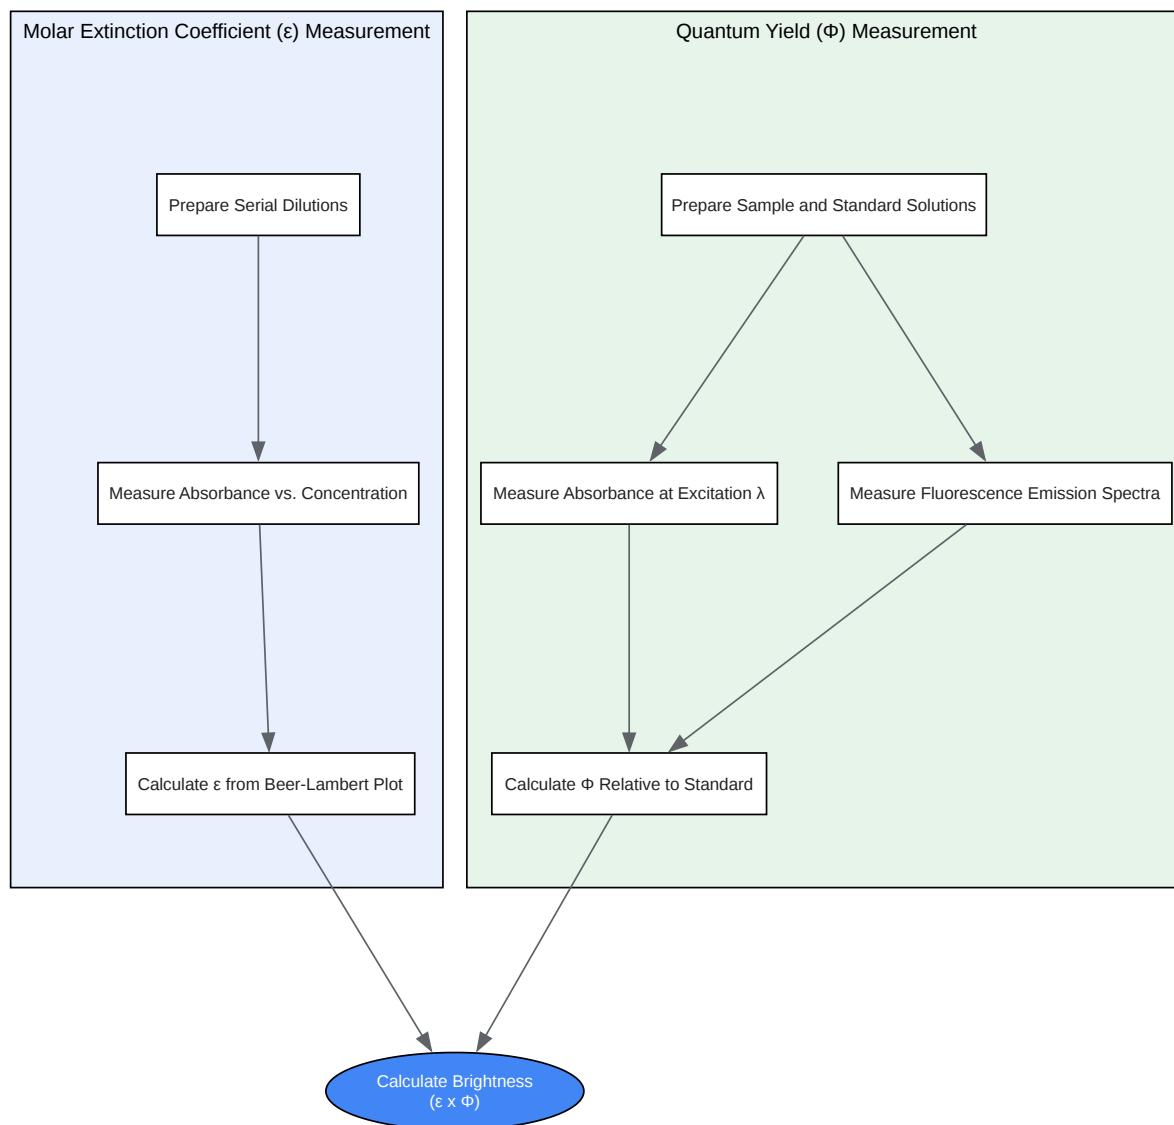 Molar Extinction Coefficient (ε) Measurement
Quantum Yield (Φ) Measurement
Prepare Serial Dilutions
Prepare Sample and Standard Solutions
Measure Absorbance vs. Concentration
Measure Absorbance at Excitation λ
Measure Fluorescence Emission Spectra
Calculate ε from Beer-Lambert Plot
Calculate Φ Relative to Standard
Calculate Brightness
(ε x Φ)